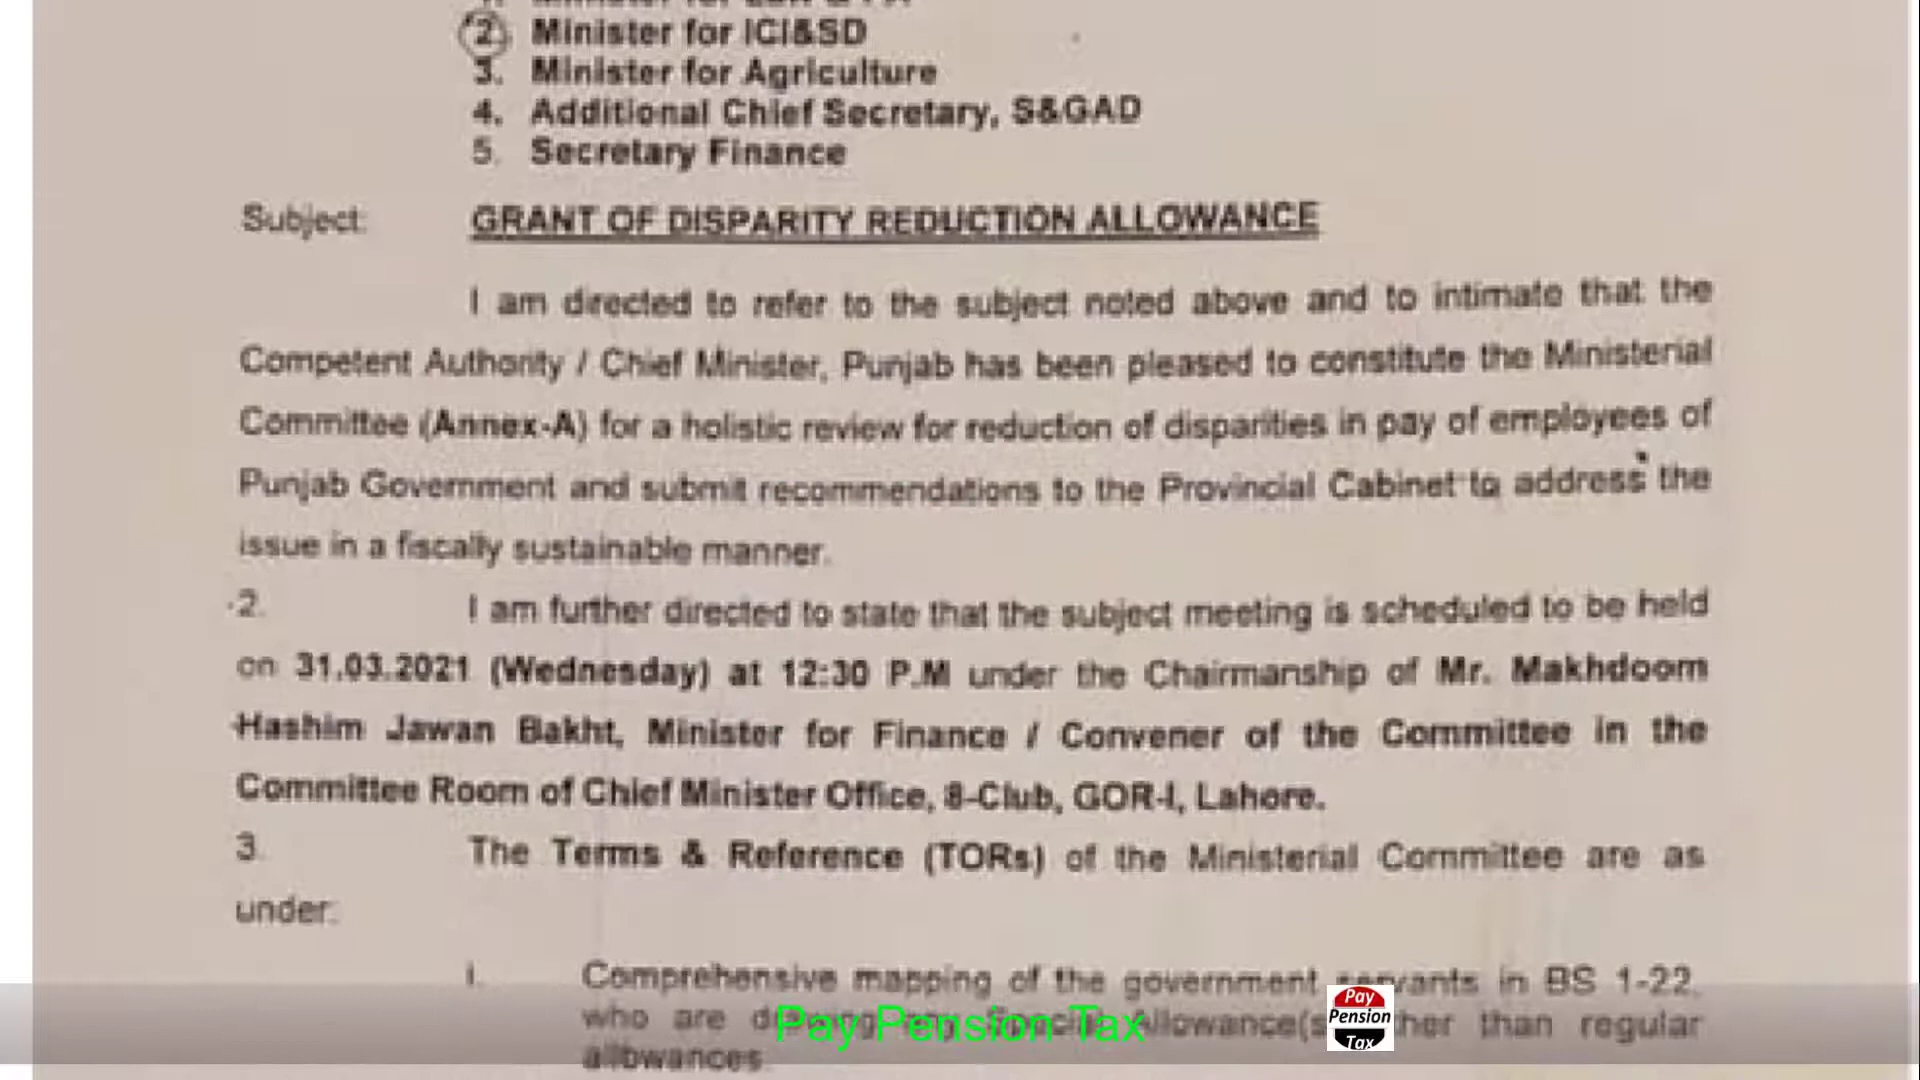 2. Minister for ICI&SD
3. Minister for Agriculture
4. Additional Chief Secretary, S&GAD
5. Secretary Finance
Subject: GRANT OF DISPARITY REDUCTION ALLOWANCE
I am directed to refer to the subject noted above and to intimate that the
Competent Authority / Chief Minister, Punjab has been pleased to constitute the Ministerial
Committee (Annex-A) for a holistic review for reduction of disparities in pay of employees of
Punjab Government and submit recommendations to the Provincial Cabinet to address the
issue in a fiscally sustainable manner.
2. I am further directed to state that the subject meeting is scheduled to be held
on 31.03.2021 (Wednesday) at 12:30 P.M under the Chairmanship of Mr. Makhdoom
Hashim Jawan Bakht, Minister for Finance / Convener of the Committee in the
Committee Room of Chief Minister Office, 8-Club, GOR-I, Lahore.
3. The Terms & Reference (TORs) of the Ministerial Committee are as
under:
i. Comprehensive mapping of the government servants in BS 1-22,
who are than regular
allowances
Pay Pension Tax
Pay
Pension
Tax